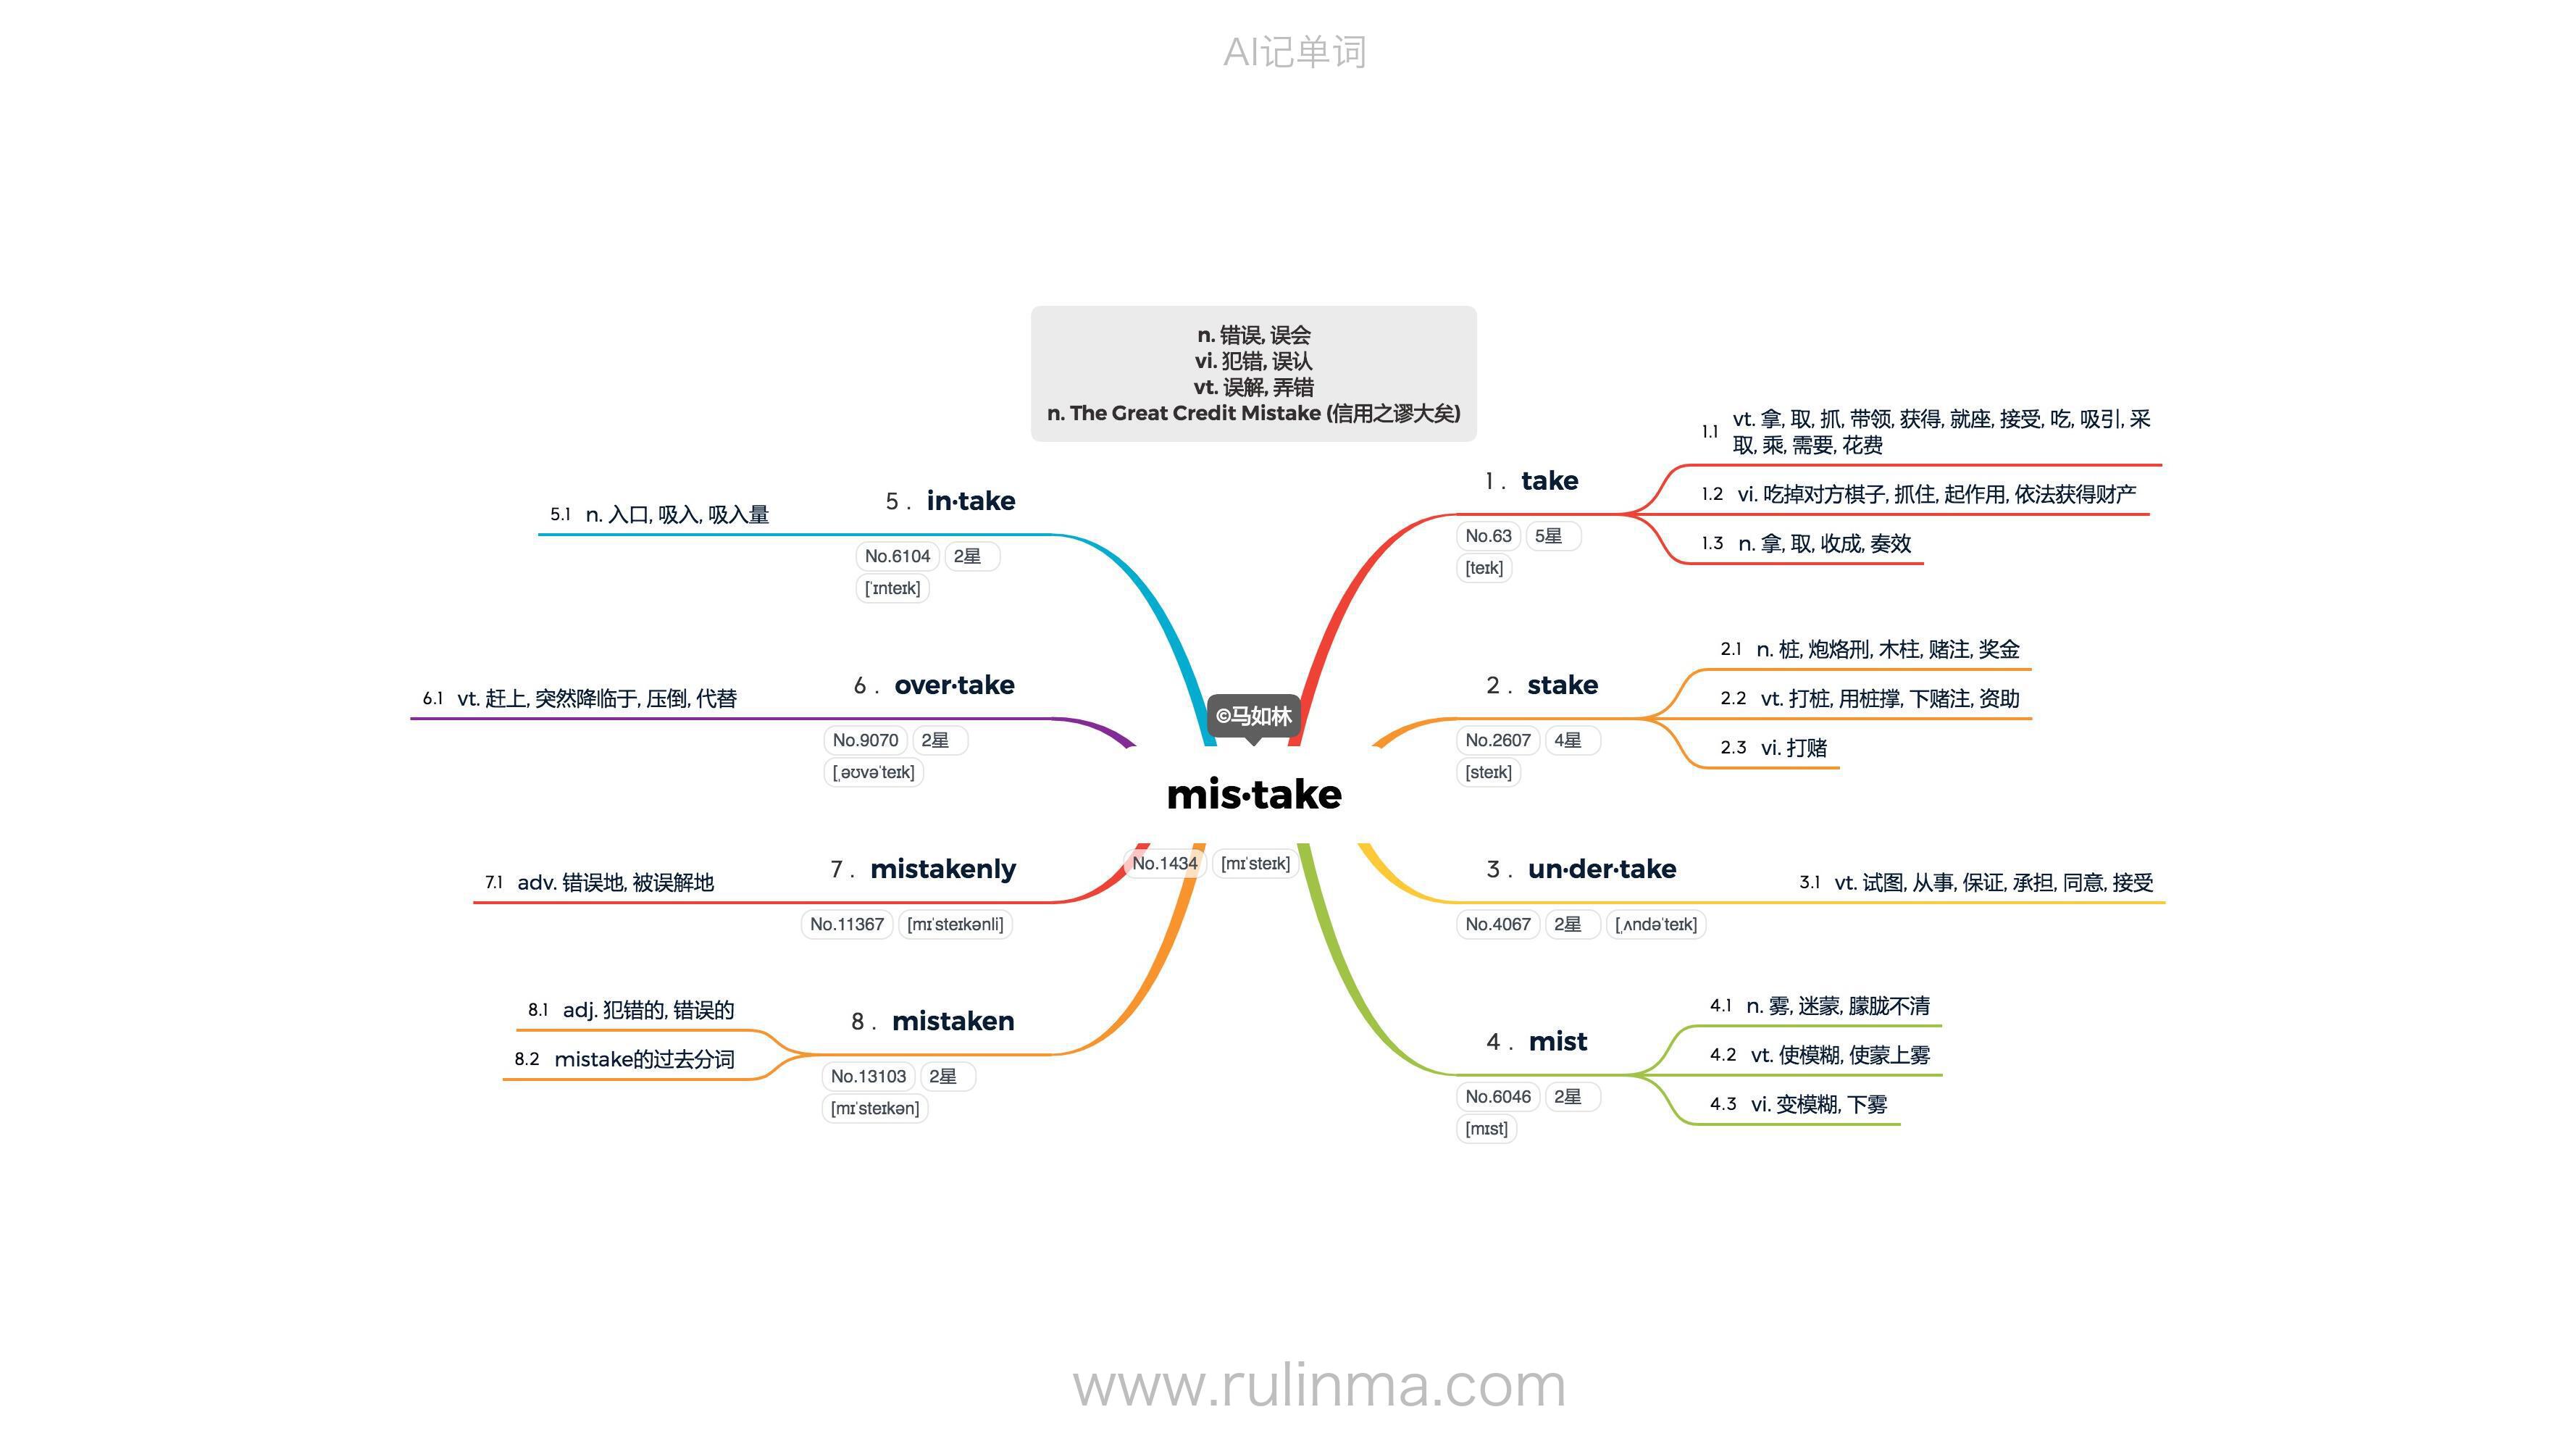 AI记单词
n. 错误, 误会
vi. 犯错, 误认
vt. 误解, 弄错
n. The Great Credit Mistake (信用之谬大矣)
©马如林
mis·take
No.1434 [mɪˈsteɪk]
1 . take
No.63 5星
[teɪk]
1.1 vt. 拿, 取, 抓, 带领, 获得, 就座, 接受, 吃, 吸引, 采
取, 乘, 需要, 花费
1.2 vi. 吃掉对方棋子, 抓住, 起作用, 依法获得财产
1.3 n. 拿, 取, 收成, 奏效
2 . stake
No.2607 4星
[steɪk]
2.1 n. 桩, 炮烙刑, 木柱, 赌注, 奖金
2.2 vt. 打桩, 用桩撑, 下赌注, 资助
2.3 vi. 打赌
3 . un·der·take
No.4067 2星 [ˌʌndəˈteɪk]
3.1 vt. 试图, 从事, 保证, 承担, 同意, 接受
4 . mist
No.6046 2星
[mɪst]
4.1 n. 雾, 迷蒙, 朦胧不清
4.2 vt. 使模糊, 使蒙上雾
4.3 vi. 变模糊, 下雾
5 . in·take
No.6104 2星
[ˈɪnteɪk]
5.1 n. 入口, 吸入, 吸入量
6 . over·take
No.9070 2星
[ˌəʊvəˈteɪk]
6.1 vt. 赶上, 突然降临于, 压倒, 代替
7 . mistakenly
No.11367 [mɪˈsteɪkənli]
7.1 adv. 错误地, 被误解地
8 . mistaken
No.13103 2星
[mɪˈsteɪkən]
8.1 adj. 犯错的, 错误的
8.2 mistake的过去分词
www.rulinma.com